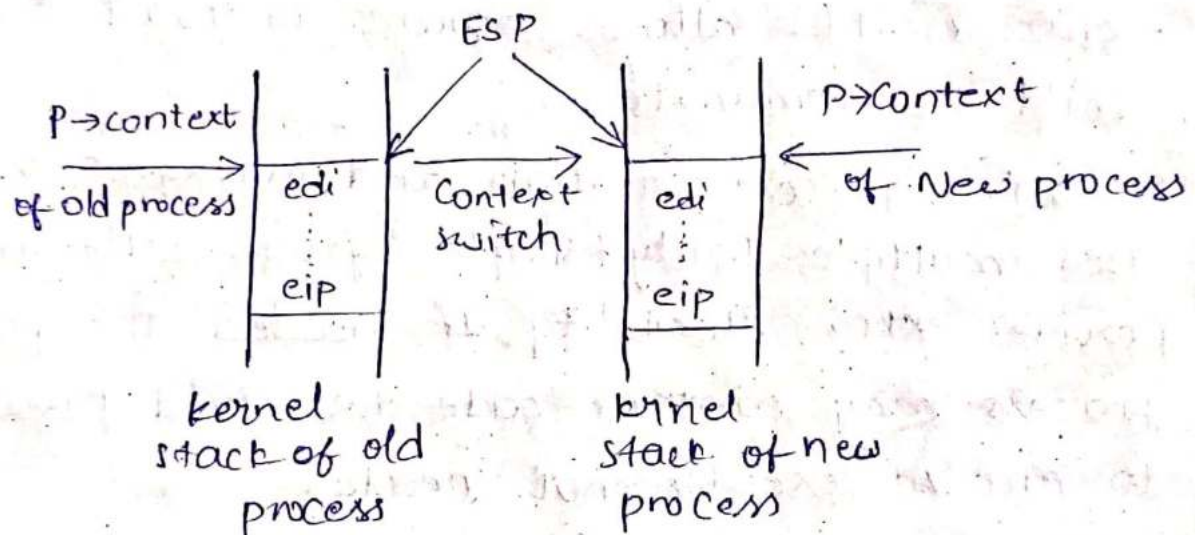 ESP
P→context
of old process
edi
eip
Context
switch
edi
eip
P→Context
of New process
kernel
stack of old
process
krnel
stack of new
process